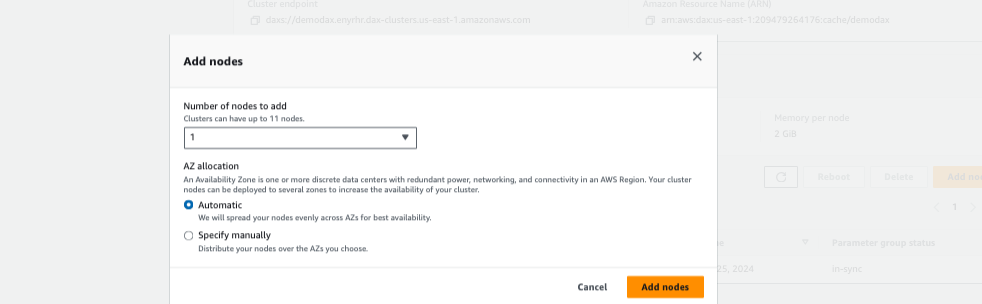 Cluster endpoint
Amazon Resource Name (ARN)
daxs://demodax.enyrhr.dax-clusters.us-east-1.amazonaws.com
arn:aws:dax:us-east-1:209479264176:cache/demodax
Add nodes
Number of nodes to add
Clusters can have up to 11 nodes.
1
Memory per node
2 GiB
AZ allocation
An Availability Zone is one or more discrete data centers with redundant power, networking, and connectivity in an AWS Region. Your cluster
nodes can be deployed to several zones to increase the availability of your cluster.
Reboot
Delete
Add no
Automatic
We will spread your nodes evenly across AZs for best availability.
1
Specify manually
Distribute your nodes over the AZs you choose.
Parameter group status
25, 2024
in-sync
Cancel
Add nodes